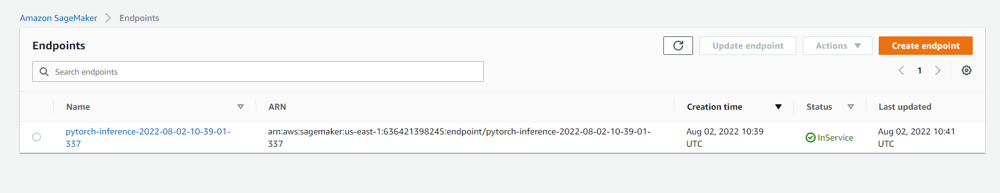 Amazon SageMaker > Endpoints
Endpoints
Update endpoint
Actions
Create endpoint
Search endpoints
1
Name
ARN
Creation time
Status
Last updated
pytorch-inference-2022-08-02-10-39-01-
337
arn:aws:sagemaker:us-east-1:636421398245:endpoint/pytorch-inference-2022-08-02-10-39-01-
337
Aug 02, 2022 10:39
UTC
InService
Aug 02, 2022 10:41
UTC